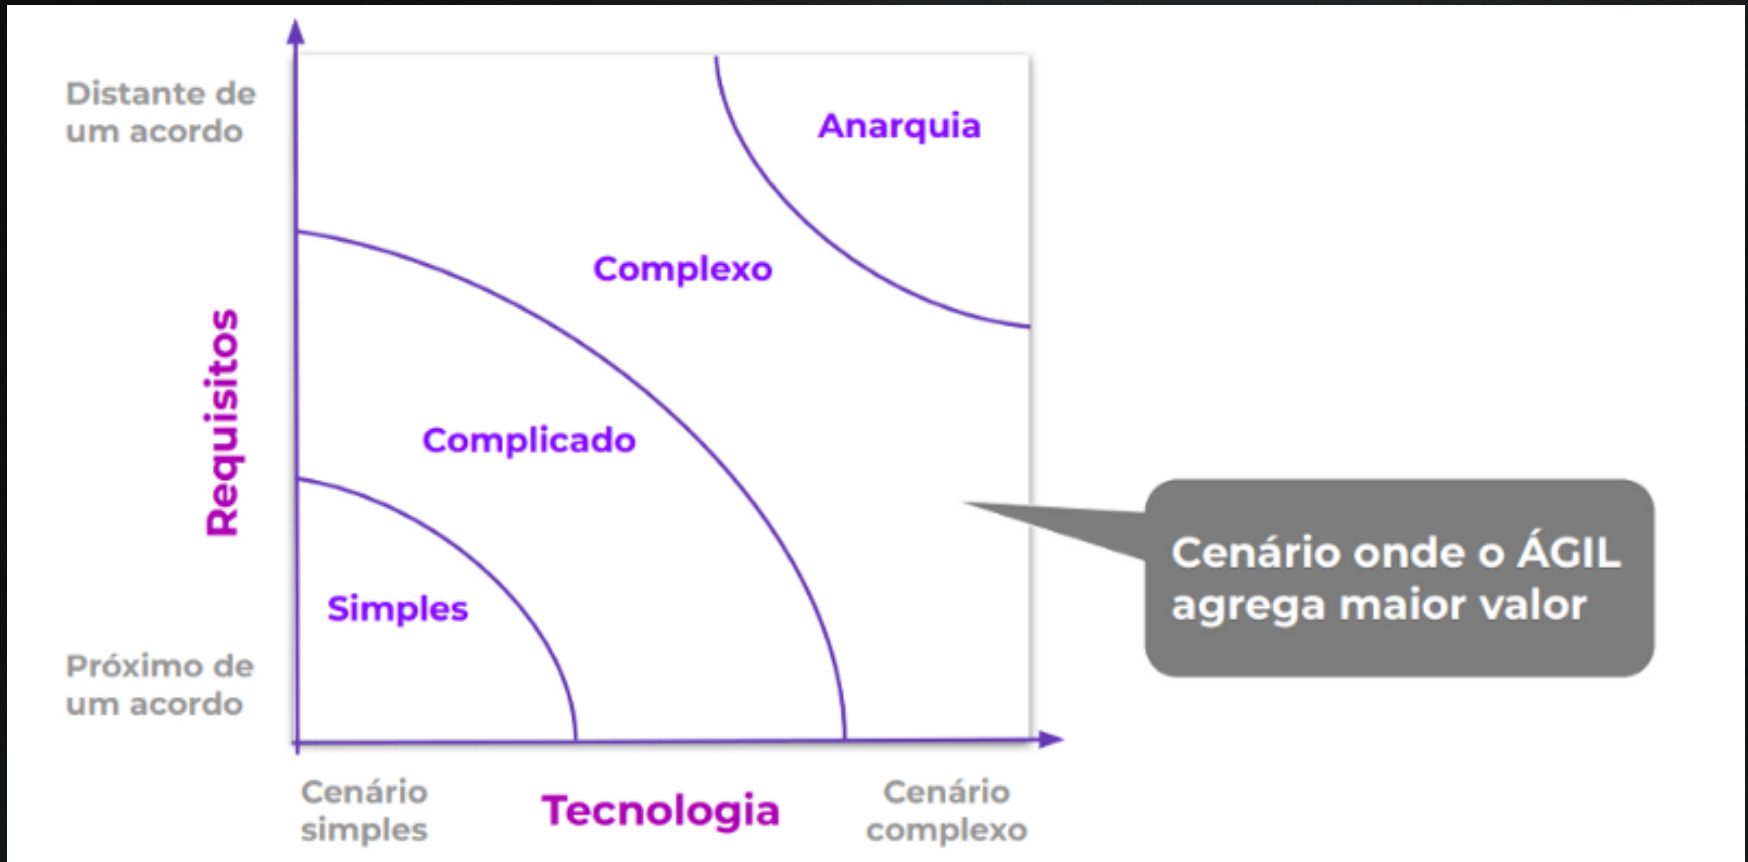 Distante de
um acordo
Anarquia
Complexo
Requisitos
Complicado
Cenário onde o ÁGIL
agrega maior valor
Simples
Próximo de
um acordo
Cenário
simples
Tecnologia
Cenário
complexo